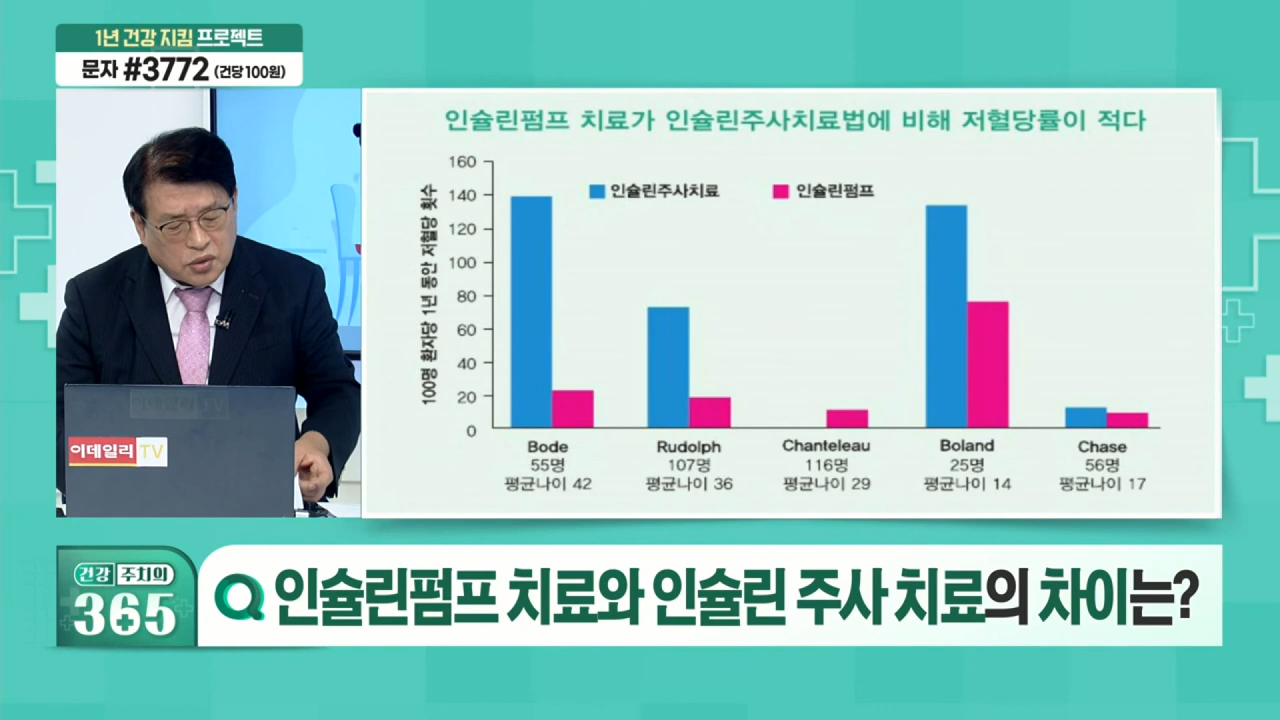 1년 건강 지킴 프로젝트
문자 #3772 (건당 100원)
인슐린펌프 치료가 인슐린주사치료법에 비해 저혈당률이 적다
100명 환자당 1년 동안 저혈당 횟수
160
140
120
100
80
60
40
20
0
인슐린주사치료
인슐린펌프
Bode
55명
평균나이 42
Rudolph
107명
평균나이 36
Chanteleau
116명
평균나이 29
Boland
25명
평균나이 14
Chase
56명
평균나이 17
이데일리 TV
이데일리 TV
건강 주치의
365
Q 인슐린펌프 치료와 인슐린 주사 치료의 차이는?